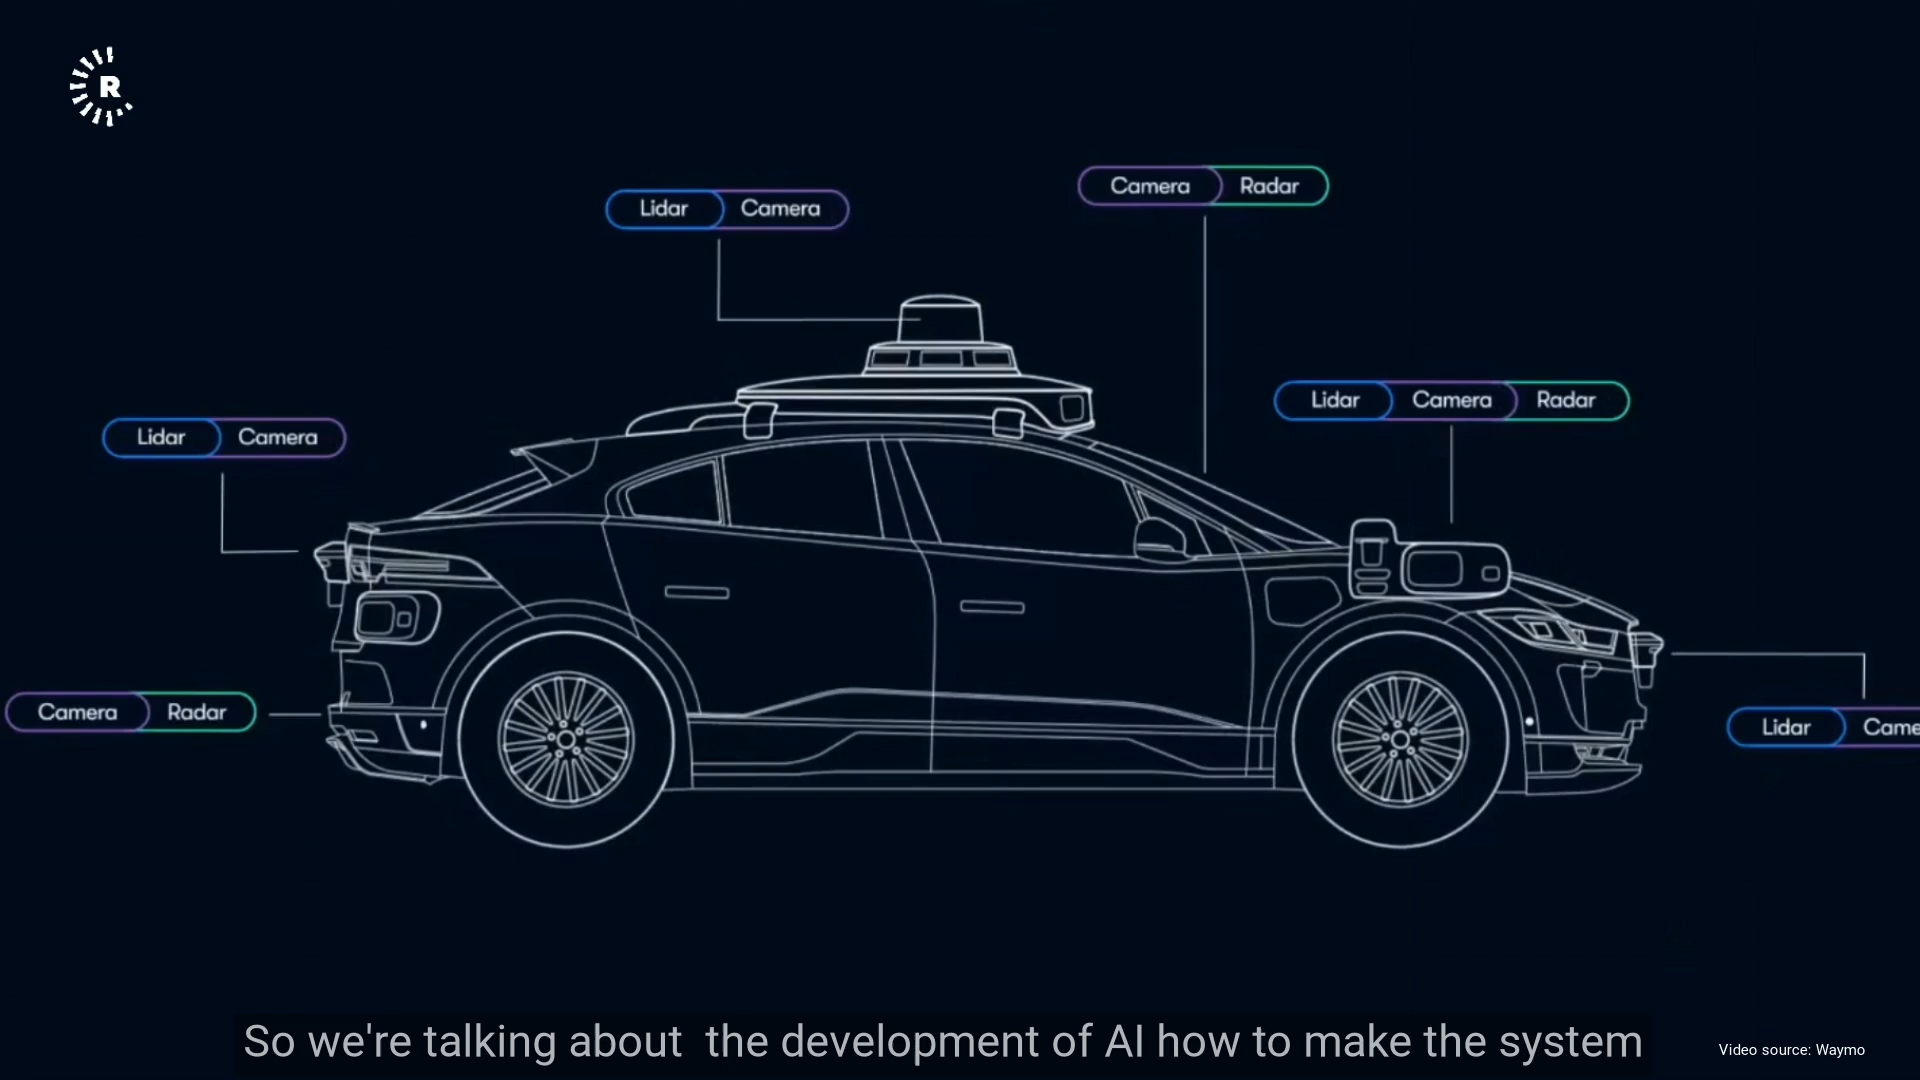 R
Camera Radar
Lidar Camera
Lidar Camera Radar
Lidar Camera
Camera Radar
Lidar Came
So we're talking about the development of AI how to make the system
Video source: Waymo